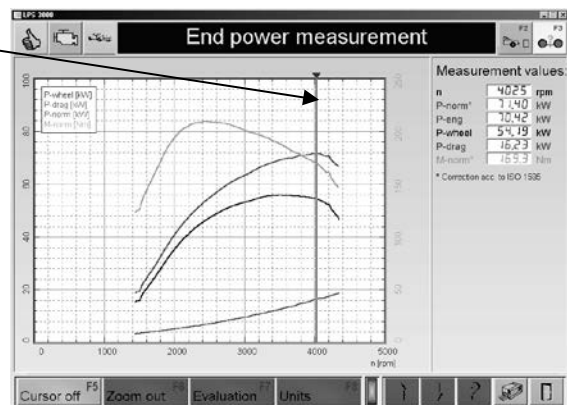 LPS 3000
End power measurement
F2
F3
Measurement values:
n 4025 rpm
P-norm* 71,40 kW
P-eng 70,42 kW
P-wheel 54,19 kW
P-drag 16,23 kW
M-norm* 169,3 Nm
* Correction acc. to ISO 1585
P-wheel [kW]
P-drag [kW]
P-norm [kW]
M-norm [Nm]
100
80
60
40
20
0
250
200
150
100
50
0
0 1000 2000 3000 4000 5000
n [rpm]
Cursor off F5
Zoom out F6
Evaluation F7
Units F8
?